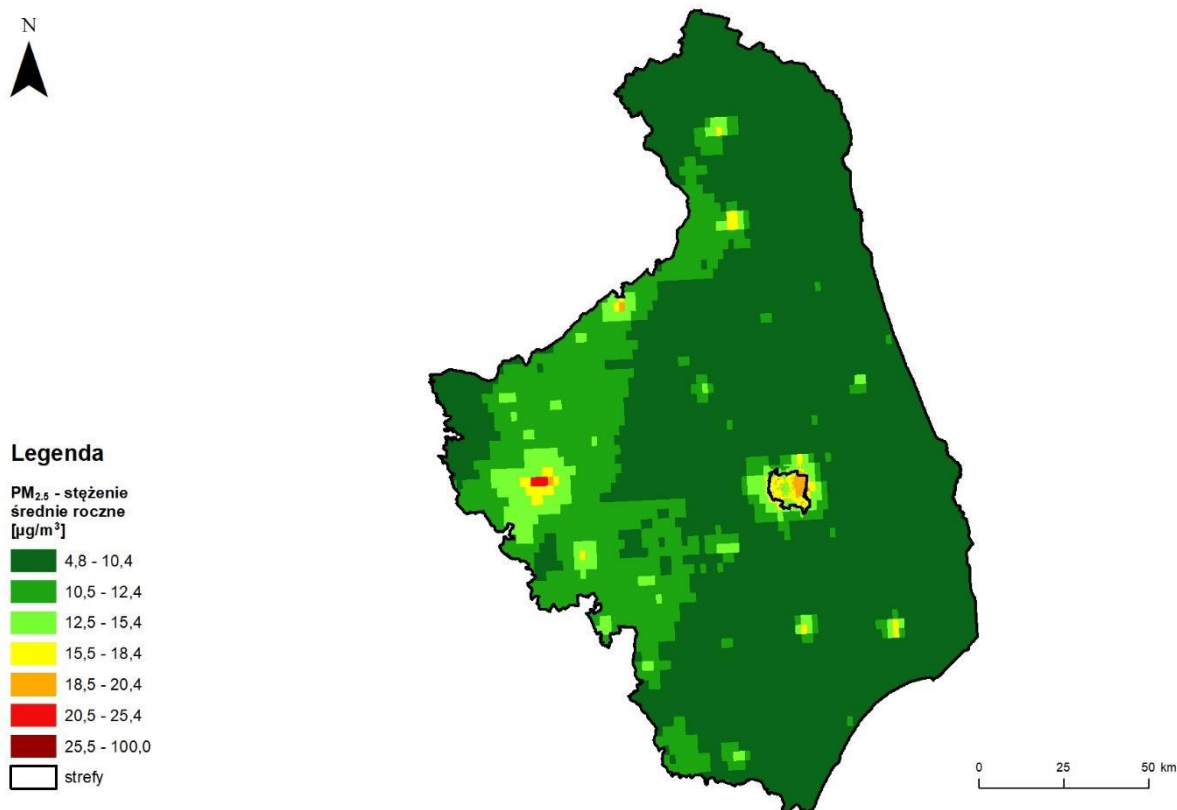 N
Legenda
PM2.5 - stężenie
średnie roczne
[µg/m³]
4,8 - 10,4
10,5 - 12,4
12,5 - 15,4
15,5 - 18,4
18,5 - 20,4
20,5 - 25,4
25,5 - 100,0
strefy
0 25 50 km